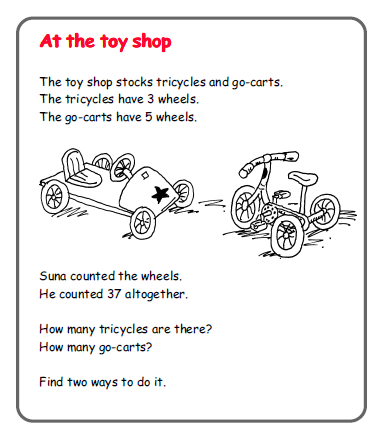 At the toy shop
The toy shop stocks tricycles and go-carts.
The tricycles have 3 wheels.
The go-carts have 5 wheels.
Suna counted the wheels.
He counted 37 altogether.
How many tricycles are there?
How many go-carts?
Find two ways to do it.